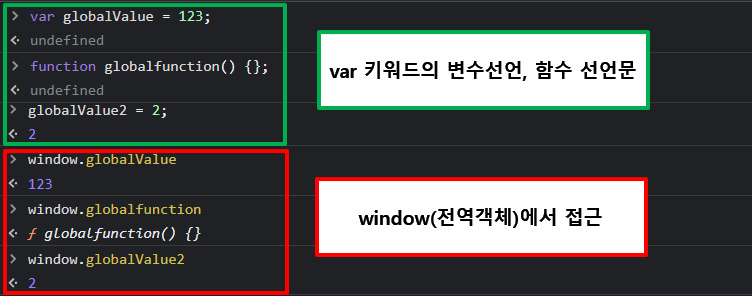 > var globalValue = 123;
<· undefined
> function globalfunction() {};
<· undefined
> globalValue2 = 2;
<· 2
var 키워드의 변수선언, 함수 선언문
> window.globalValue
<· 123
> window.globalfunction
<· ƒ globalfunction() {}
> window.globalValue2
<· 2
window(전역객체)에서 접근